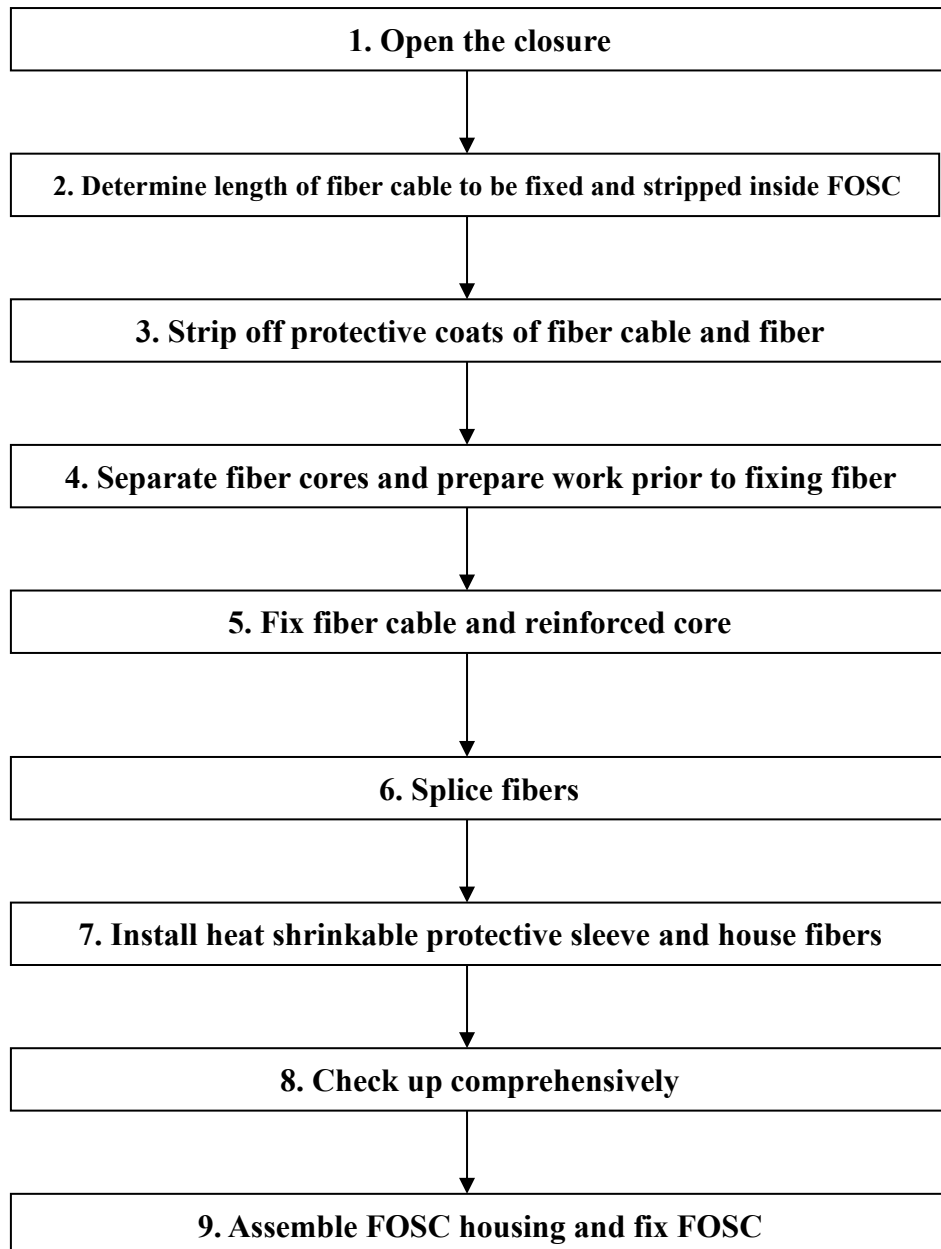 1. Open the closure
2. Determine length of fiber cable to be fixed and stripped inside FOSC
3. Strip off protective coats of fiber cable and fiber
4. Separate fiber cores and prepare work prior to fixing fiber
5. Fix fiber cable and reinforced core
6. Splice fibers
7. Install heat shrinkable protective sleeve and house fibers
8. Check up comprehensively
9. Assemble FOSC housing and fix FOSC